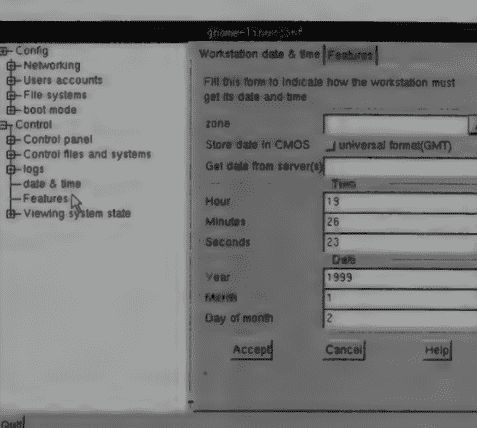 gnome-linuxconf
Config
Networking
Users accounts
File systems
boot mode
Control
Control panel
Control files and systems
logs
date & time
Features
Viewing system state
Workstation date & time
Features
Fill this form to indicate how the workstation must
get its date and time
zone
Store date in CMOS
universal format(GMT)
Get date from server(s)
Time
Hour
19
Minutes
26
Seconds
23
Date
Year
1999
Month
1
Day of month
2
Accept
Cancel
Help
Quit